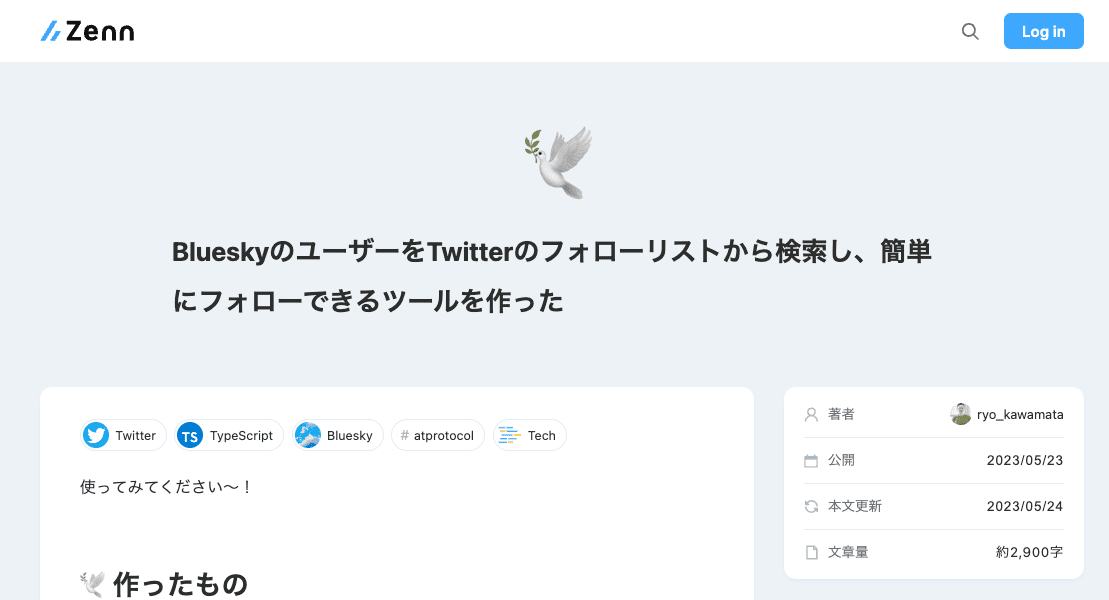 Zenn
Log in
BlueskyのユーザーをTwitterのフォローリストから検索し、簡単
にフォローできるツールを作った
Twitter
TS TypeScript
Bluesky
# atprotocol
Tech
使ってみてください〜！
作ったもの
著者 ryo_kawamata
公開 2023/05/23
本文更新 2023/05/24
文章量 約2,900字